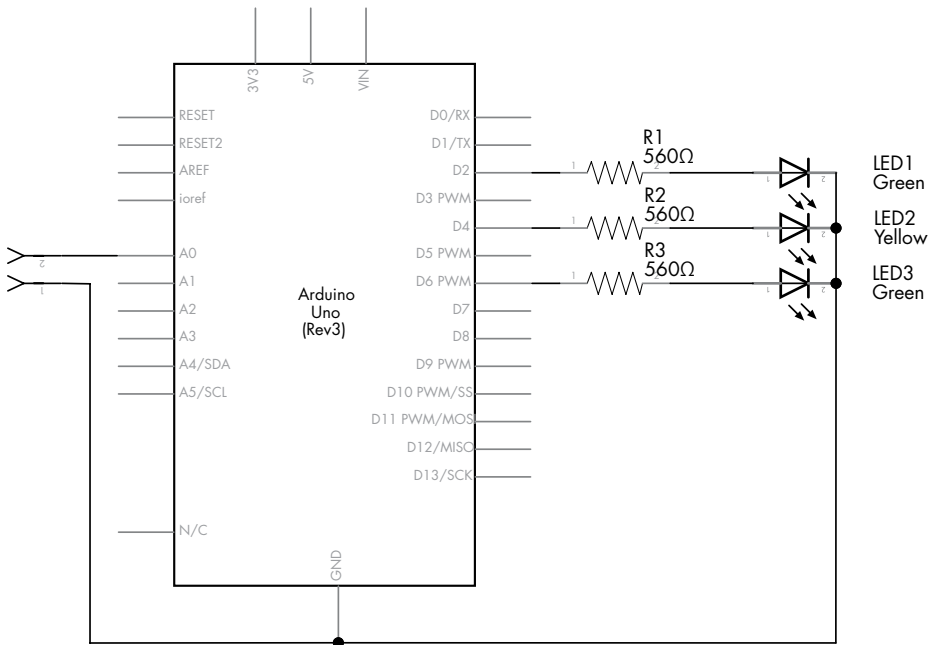 3V3
5V
VIN
RESET
RESET2
AREF
ioref
A0
A1
A2
A3
A4/SDA
A5/SCL
N/C
D0/RX
D1/TX
D2
D3 PWM
D4
D5 PWM
D6 PWM
D7
D8
D9 PWM
D10 PWM/SS
D11 PWM/MOS
D12/MISO
D13/SCK
GND
Arduino
Uno
(Rev3)
2
1
1
R1
560Ω
2
1
R2
560Ω
2
1
R3
560Ω
2
1
2
LED1
Green
1
2
LED2
Yellow
1
2
LED3
Green